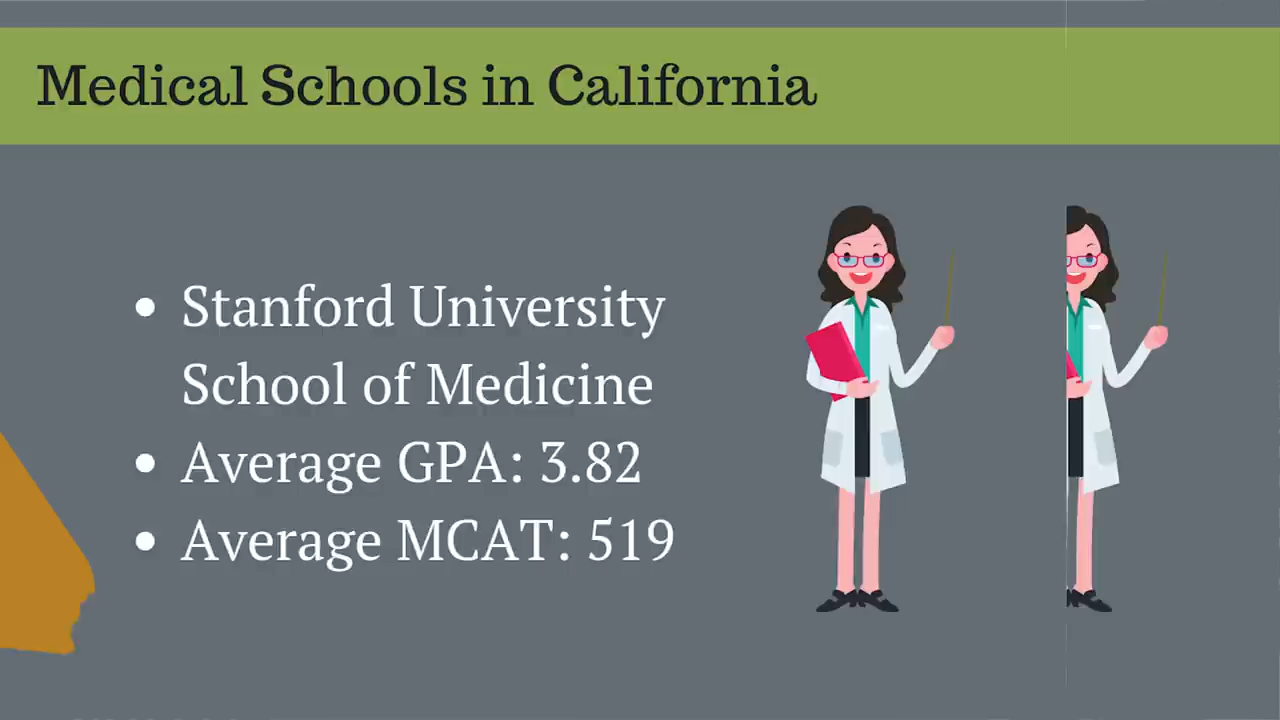 Medical Schools in California
• Stanford University
School of Medicine
• Average GPA: 3.82
• Average MCAT: 519